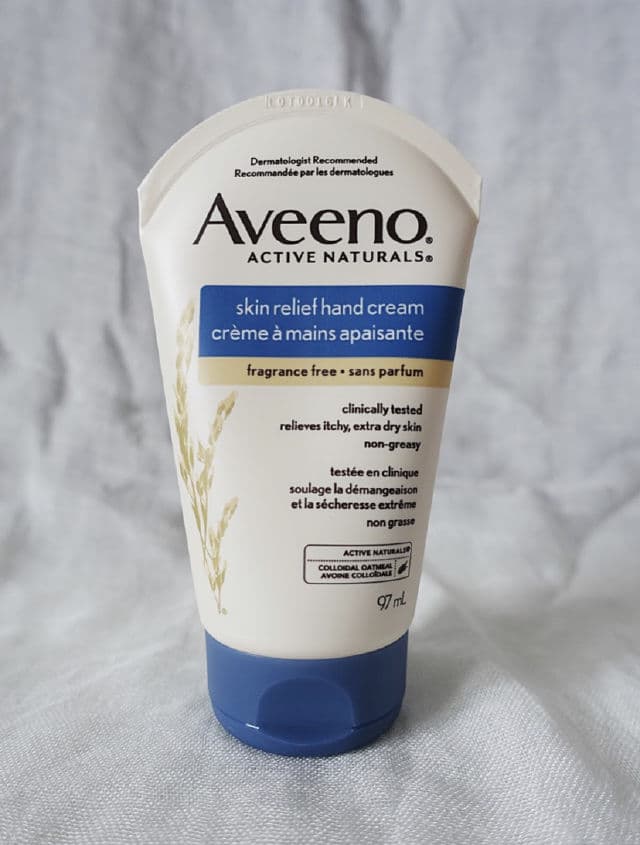 Dermatologist Recommended
Recommandée par les dermatologues
Aveeno®
ACTIVE NATURALS®
skin relief hand cream
crème à mains apaisante
fragrance free • sans parfum
clinically tested
relieves itchy, extra dry skin
non-greasy
testée en clinique
soulage la démangeaison
et la sécheresse extrême
non grasse
ACTIVE NATURALS®
COLLOIDAL OATMEAL
AVOINE COLLOÏDALE
97 mL